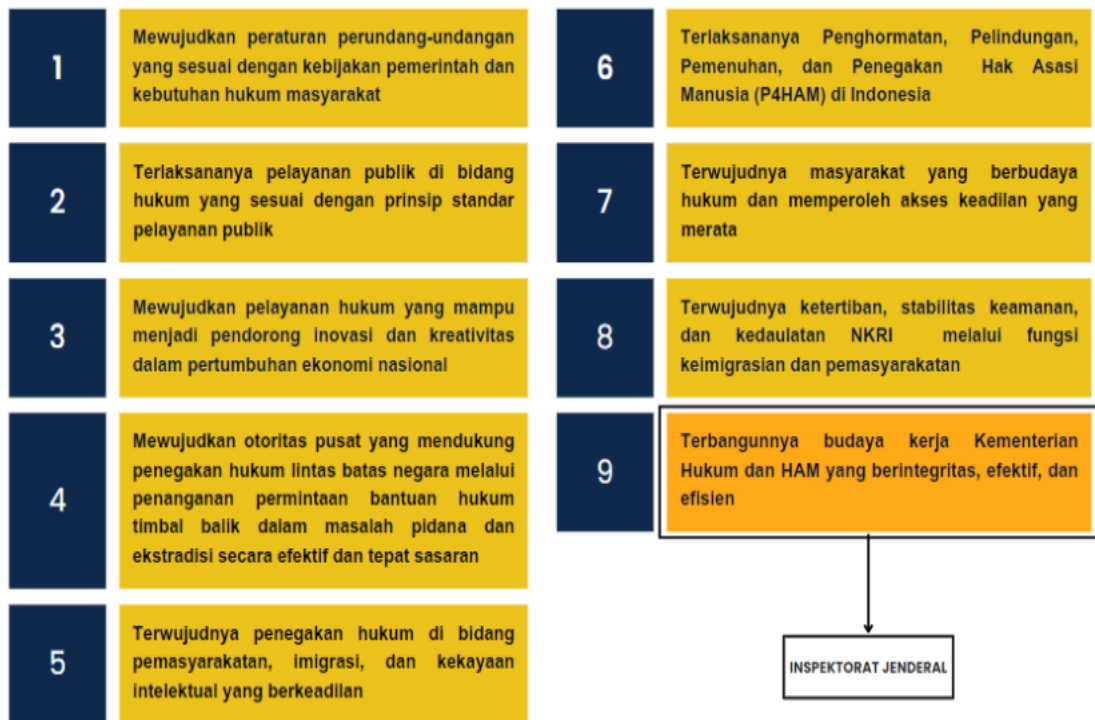 1
Mewujudkan peraturan perundang-undangan
yang sesuai dengan kebijakan pemerintah dan
kebutuhan hukum masyarakat
2
Terlaksananya pelayanan publik di bidang
hukum yang sesuai dengan prinsip standar
pelayanan publik
3
Mewujudkan pelayanan hukum yang mampu
menjadi pendorong inovasi dan kreativitas
dalam pertumbuhan ekonomi nasional
4
Mewujudkan otoritas pusat yang mendukung
penegakan hukum lintas batas negara melalui
penanganan permintaan bantuan hukum
timbal balik dalam masalah pidana dan
ekstradisi secara efektif dan tepat sasaran
5
Terwujudnya penegakan hukum di bidang
pemasyarakatan, imigrasi, dan kekayaan
intelektual yang berkeadilan
6
Terlaksananya Penghormatan, Pelindungan,
Pemenuhan, dan Penegakan Hak Asasi
Manusia (P4HAM) di Indonesia
7
Terwujudnya masyarakat yang berbudaya
hukum dan memperoleh akses keadilan yang
merata
8
Terwujudnya ketertiban, stabilitas keamanan,
dan kedaulatan NKRI melalui fungsi
keimigrasian dan pemasyarakatan
9
Terbangunnya budaya kerja Kementerian
Hukum dan HAM yang berintegritas, efektif, dan
efisien
INSPEKTORAT JENDERAL